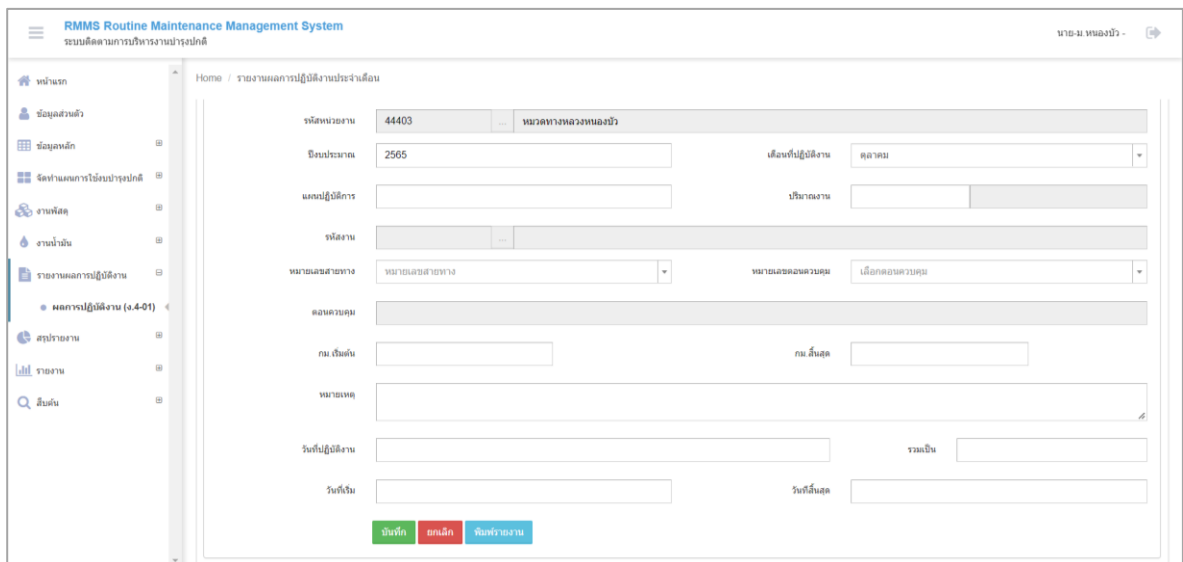 RMMS Routine Maintenance Management System
ระบบติดตามการบริหารงานบำรุงปกติ
นาย-ม.หนองบัว -
หน้าแรก
ข้อมูลส่วนตัว
ข้อมูลหลัก
จัดทำแผนการใช้งบบำรุงปกติ
งานพัสดุ
งานน้ำมัน
รายงานผลการปฏิบัติงาน
ผลการปฏิบัติงาน (ง.4-01)
สรุปรายงาน
รายงาน
สืบค้น
Home / รายงานผลการปฏิบัติงานประจำเดือน
รหัสหน่วยงาน 44403 ... หมวดทางหลวงหนองบัว
ปีงบประมาณ 2565 เดือนที่ปฏิบัติงาน ตุลาคม
แผนปฏิบัติการ ปริมาณงาน
รหัสงาน ...
หมายเลขสายทาง หมายเลขสายทาง หมายเลขตอนควบคุม เลือกตอนควบคุม
ตอนควบคุม
กม.เริ่มต้น กม.สิ้นสุด
หมายเหตุ
วันที่ปฏิบัติงาน รวมเป็น
วันที่เริ่ม วันที่สิ้นสุด
บันทึก ยกเลิก พิมพ์รายงาน